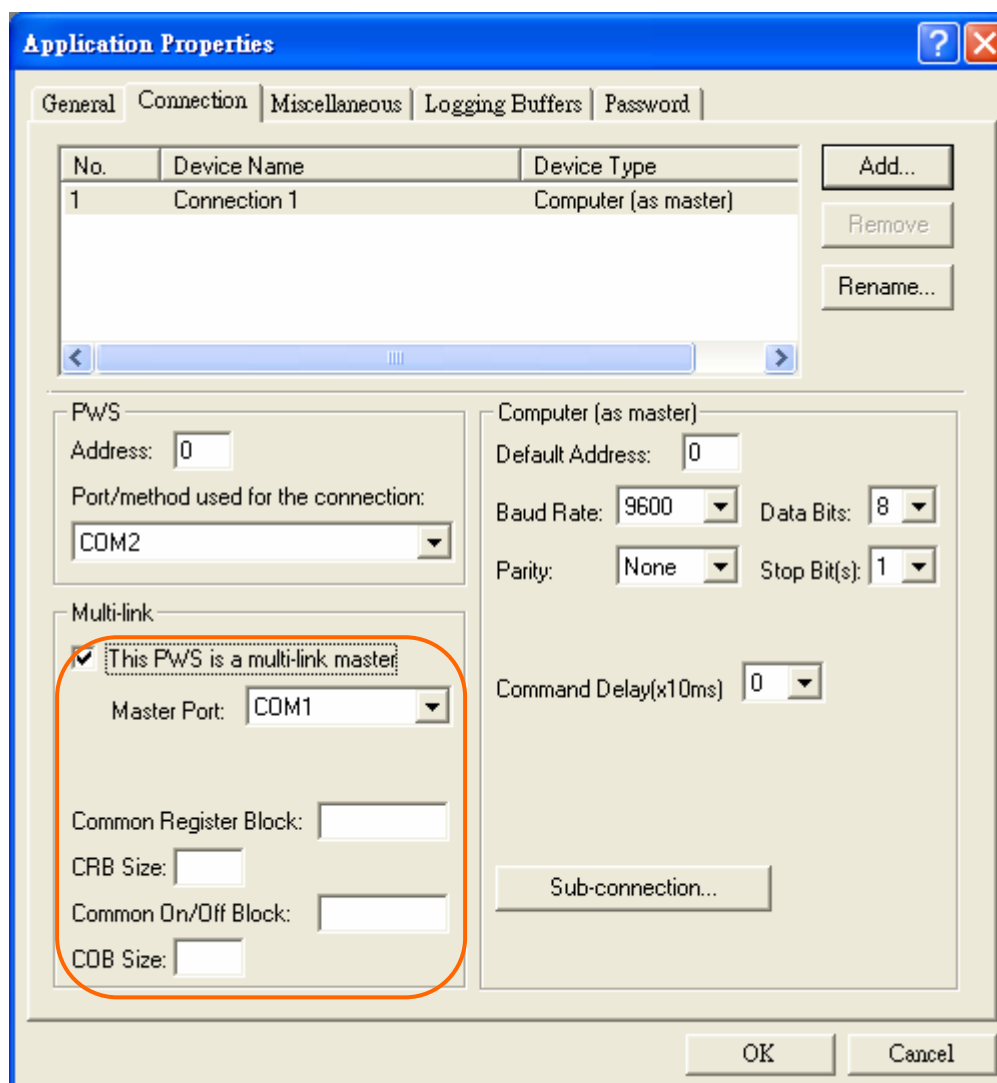 Application Properties
General Connection Miscellaneous Logging Buffers Password
No. Device Name Device Type
1 Connection 1 Computer (as master)
Add...
Remove
Rename...
PWS
Address: 0
Port/method used for the connection:
COM2
Multi-link
This PWS is a multi-link master
Master Port: COM1
Common Register Block:
CRB Size:
Common On/Off Block:
COB Size:
Computer (as master)
Default Address: 0
Baud Rate: 9600 Data Bits: 8
Parity: None Stop Bit(s): 1
Command Delay(x10ms) 0
Sub-connection...
OK Cancel